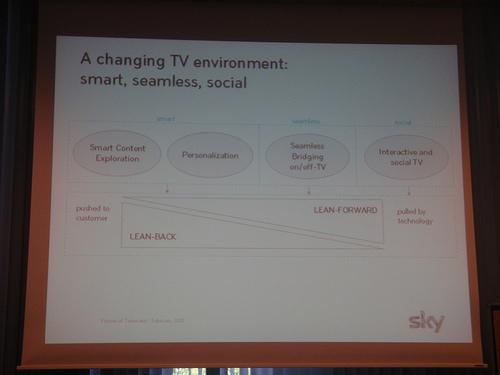 A changing TV environment:
smart, seamless, social
smart
seamless
social
Smart Content
Exploration
Personalization
Seamless
Bridging
on/off-TV
Interactive and
social TV
pushed to
customer
LEAN-FORWARD
pulled by
technology
LEAN-BACK
sky